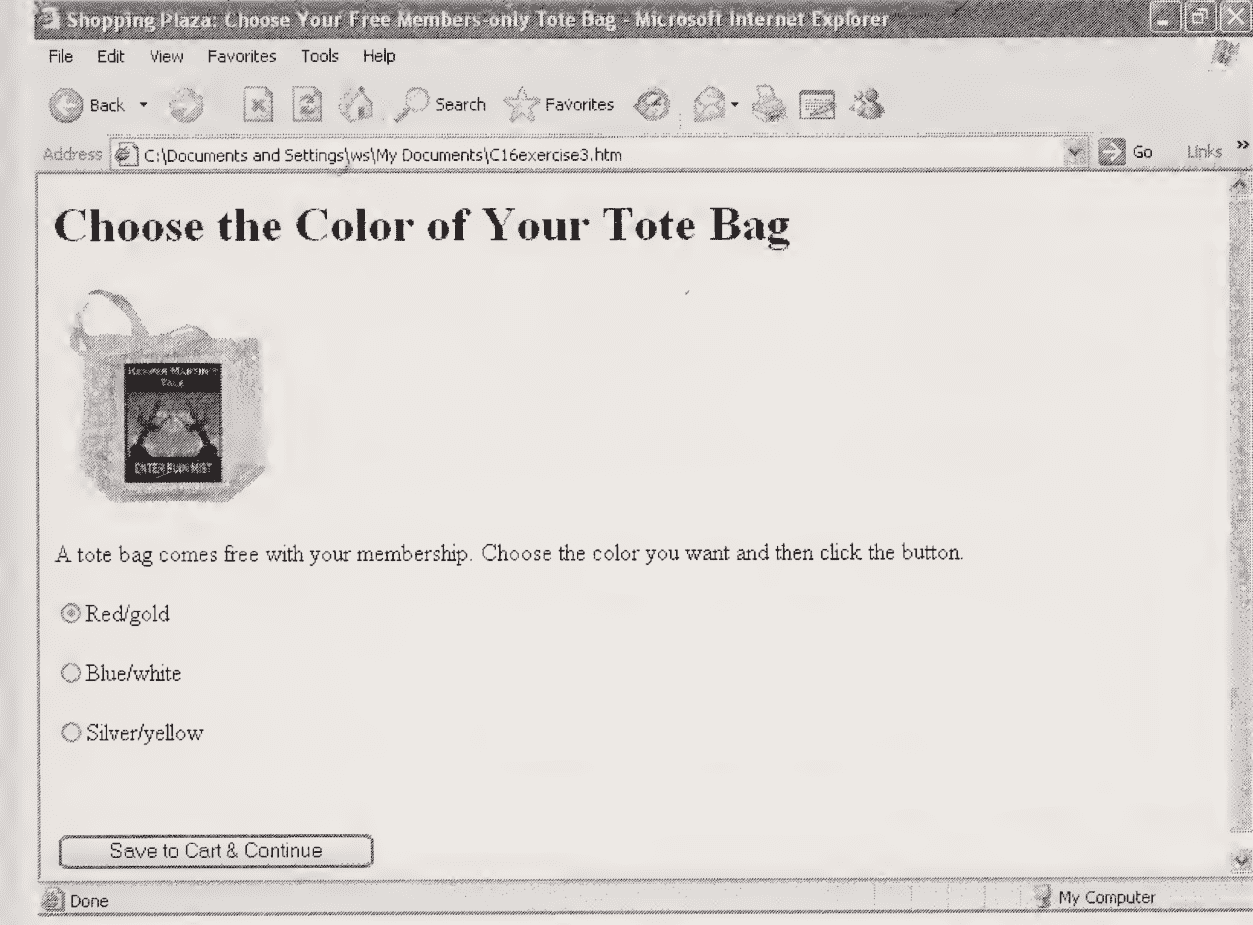 Shopping Plaza: Choose Your Free Members-only Tote Bag - Microsoft Internet Explorer
File Edit View Favorites Tools Help
Back Search Favorites
Address C:\Documents and Settings\ws\My Documents\C16exercise3.htm Go Links »
Choose the Color of Your Tote Bag
TALE
ENTER
A tote bag comes free with your membership. Choose the color you want and then click the button.
Red/gold
Blue/white
Silver/yellow
Save to Cart & Continue
Done My Computer